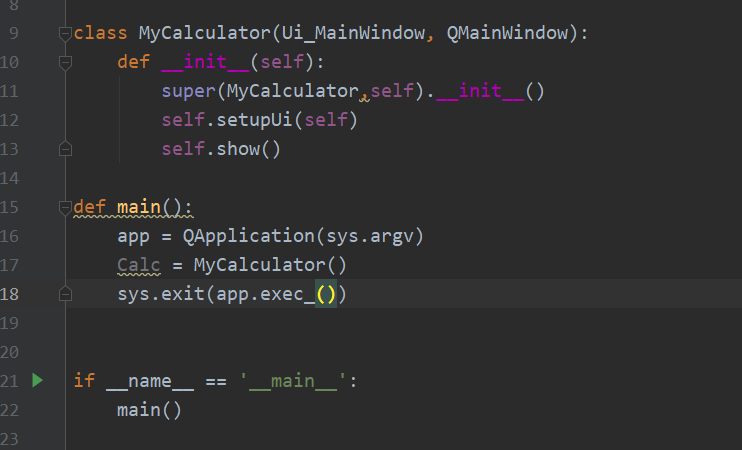 8
9 class MyCalculator(Ui_MainWindow, QMainWindow):
10     def __init__(self):
11         super(MyCalculator,self).__init__()
12         self.setupUi(self)
13         self.show()
14
15 def main():
16     app = QApplication(sys.argv)
17     Calc = MyCalculator()
18     sys.exit(app.exec_())
19
20
21 if __name__ == '__main__':
22     main()
23